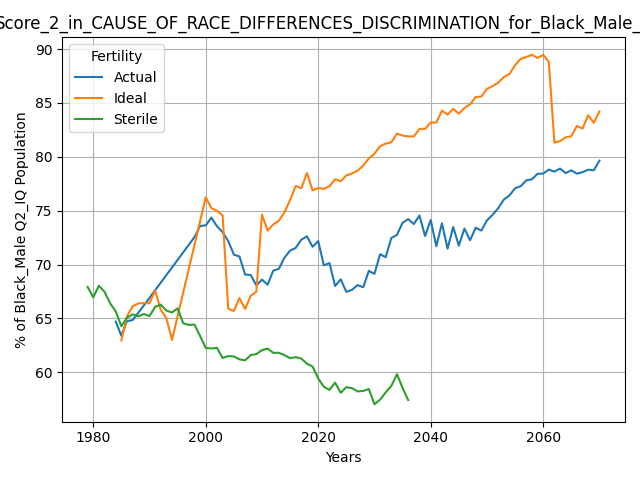 Score_2_in_CAUSE_OF_RACE_DIFFERENCES_DISCRIMINATION_for_Black_Male_
90
85
80
75
70
65
60
% of Black_Male Q2_IQ Population
Fertility
Actual
Ideal
Sterile
1980
2000
2020
2040
2060
Years